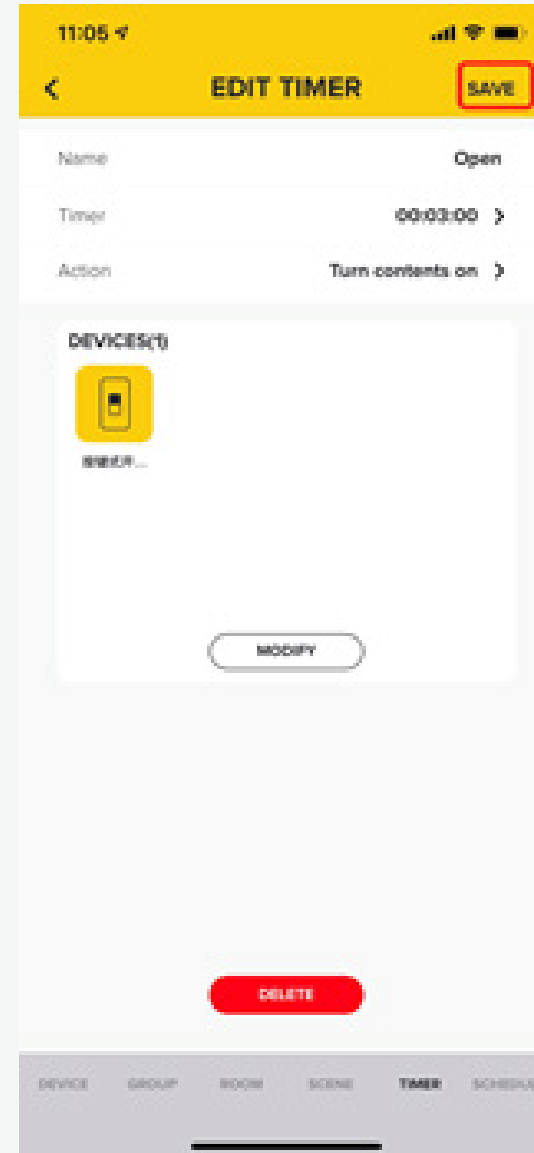 11:05
EDIT TIMER SAVE
Name Open
Timer 00:03:00 >
Action Turn contents on >
DEVICES(1)
MODIFY
DELETE
DEVICE GROUP ROOM SCENE TIMER